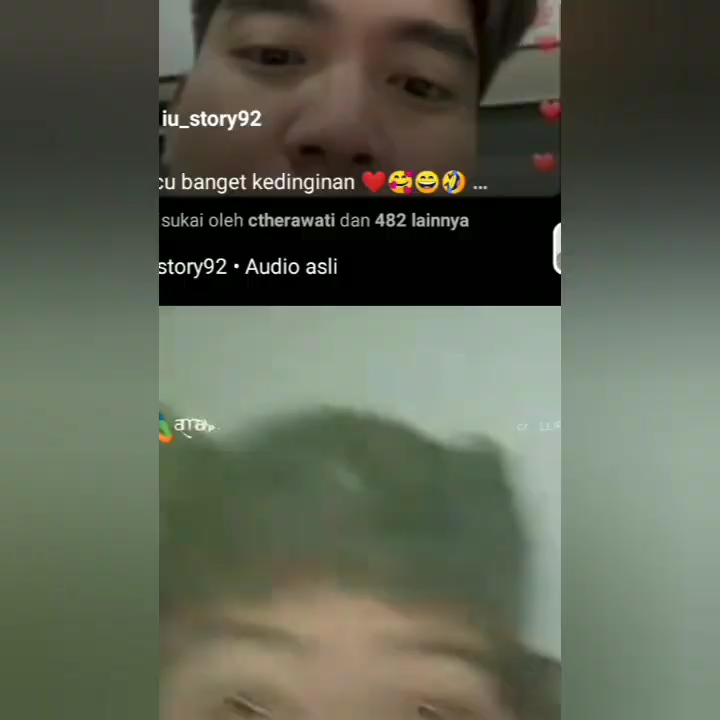 iu_story92
cu banget kedinginan ❤️🥰😄🤣 ...
sukai oleh ctherawati dan 482 lainnya
story92 • Audio asli